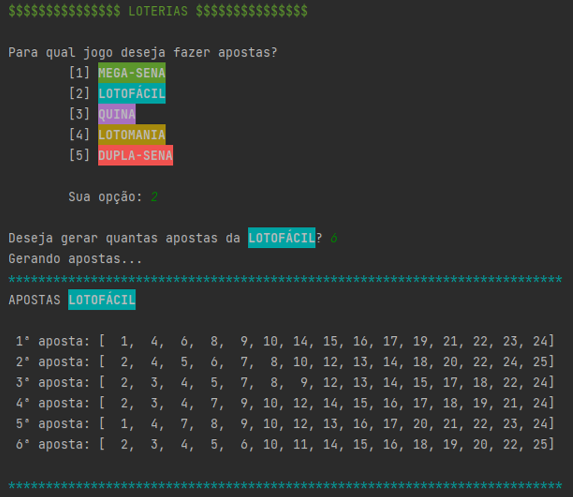 $$$$$$$$$$$$$$$ LOTERIAS $$$$$$$$$$$$$$$
Para qual jogo deseja fazer apostas?
[1] MEGA-SENA
[2] LOTOFÁCIL
[3] QUINA
[4] LOTOMANIA
[5] DUPLA-SENA
Sua opção: 2
Deseja gerar quantas apostas da LOTOFÁCIL? 6
Gerando apostas...
**************************************************************************
APOSTAS LOTOFÁCIL
1ª aposta: [  1,  4,  6,  8,  9, 10, 14, 15, 16, 17, 19, 21, 22, 23, 24]
2ª aposta: [  2,  4,  5,  6,  7,  8, 10, 12, 13, 14, 18, 20, 22, 24, 25]
3ª aposta: [  2,  3,  4,  5,  7,  8,  9, 12, 13, 14, 15, 17, 18, 22, 24]
4ª aposta: [  2,  3,  4,  7,  9, 10, 12, 14, 15, 16, 17, 18, 19, 21, 24]
5ª aposta: [  1,  4,  7,  8,  9, 10, 12, 13, 16, 17, 20, 21, 22, 23, 24]
6ª aposta: [  2,  3,  4,  5,  6, 10, 11, 14, 15, 16, 18, 19, 20, 22, 25]
**************************************************************************